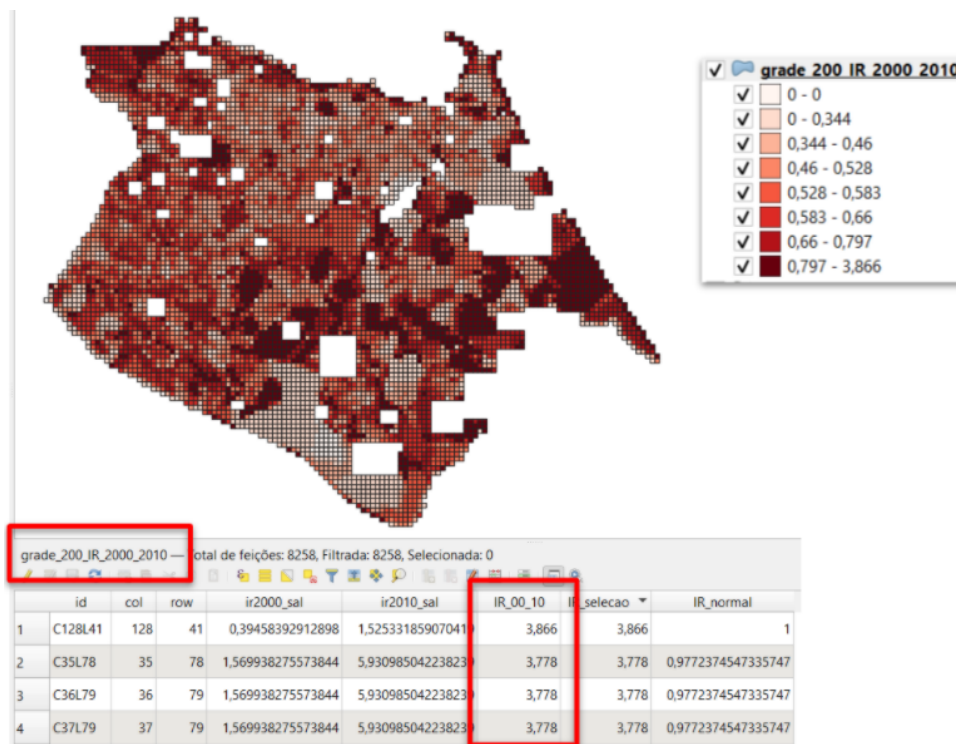 grade_200_IR_2000_2010
0 - 0
0 - 0,344
0,344 - 0,46
0,46 - 0,528
0,528 - 0,583
0,583 - 0,66
0,66 - 0,797
0,797 - 3,866
grade_200_IR_2000_2010 — Total de feições: 8258, Filtrada: 8258, Selecionada: 0
id col row ir2000_sal ir2010_sal IR_00_10 IR_selecao IR_normal
1 C128L41 128 41 0,39458392912898 1,525331859070419 3,866 3,866 1
2 C35L78 35 78 1,569938275573844 5,930985042238230 3,778 3,778 0,9772374547335747
3 C36L79 36 79 1,569938275573844 5,930985042238230 3,778 3,778 0,9772374547335747
4 C37L79 37 79 1,569938275573844 5,930985042238230 3,778 3,778 0,9772374547335747